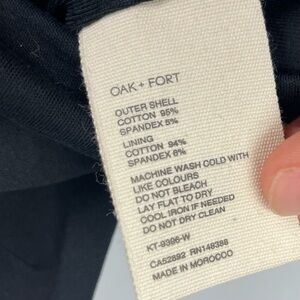 OAK + FORT
OUTER SHELL
COTTON 95%
SPANDEX 5%
LINING
COTTON 94%
SPANDEX 6%
MACHINE WASH COLD WITH
LIKE COLOURS
DO NOT BLEACH
LAY FLAT TO DRY
COOL IRON IF NEEDED
DO NOT DRY CLEAN
KT-9396-W
CA52892 RN148388
MADE IN MOROCCO